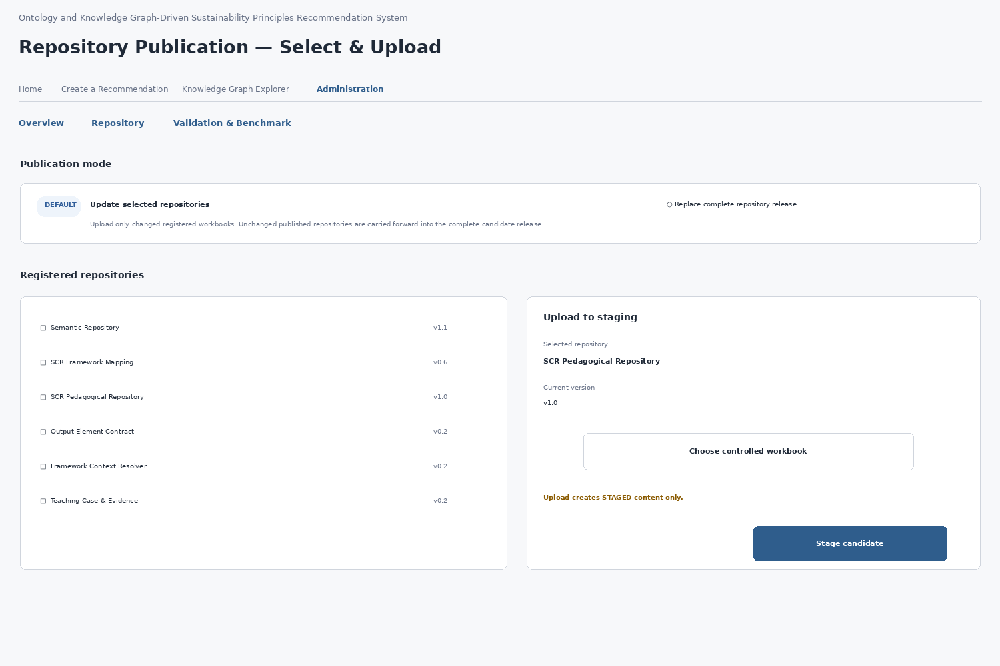 Ontology and Knowledge Graph-Driven Sustainability Principles Recommendation System
Repository Publication — Select & Upload
Home Create a Recommendation Knowledge Graph Explorer Administration
Overview Repository Validation & Benchmark
Publication mode
DEFAULT Update selected repositories ○ Replace complete repository release
Upload only changed registered workbooks. Unchanged published repositories are carried forward into the complete candidate release.
Registered repositories
☐ Semantic Repository v1.1
☐ SCR Framework Mapping v0.6
☐ SCR Pedagogical Repository v1.0
☐ Output Element Contract v0.2
☐ Framework Context Resolver v0.2
☐ Teaching Case & Evidence v0.2
Upload to staging
Selected repository
SCR Pedagogical Repository
Current version
v1.0
Choose controlled workbook
Upload creates STAGED content only.
Stage candidate